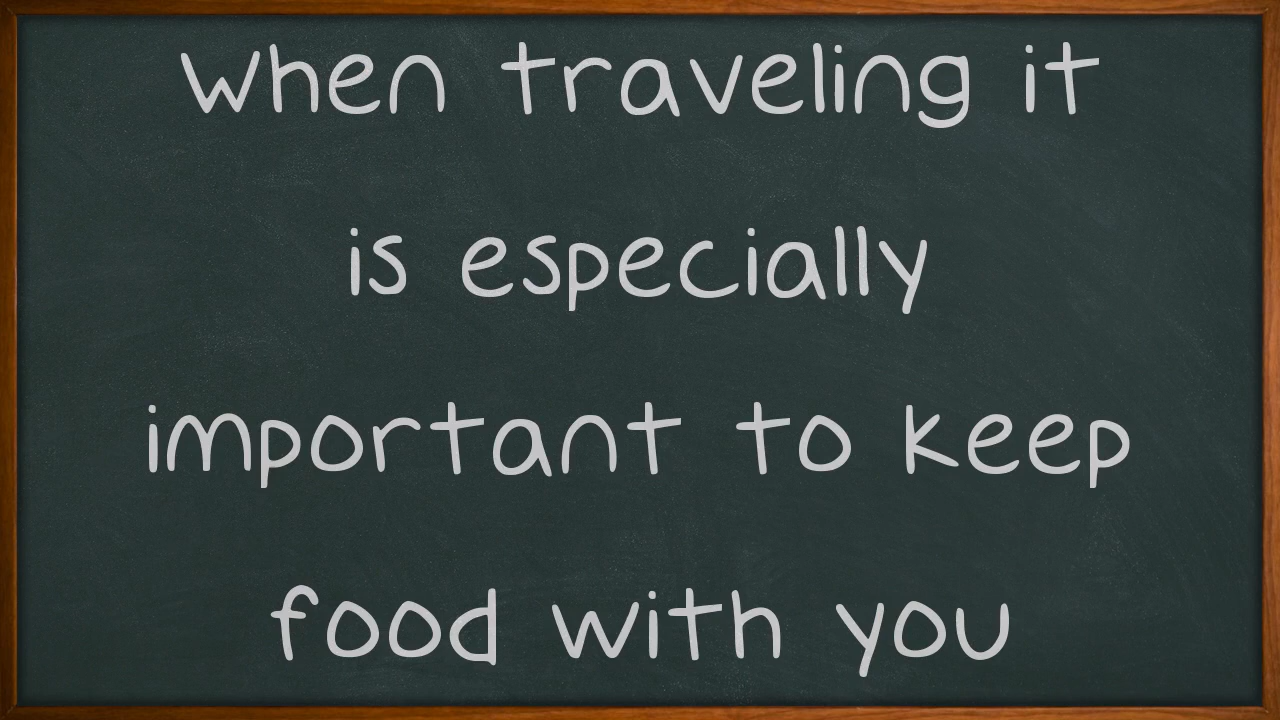 when traveling it
is especially
important to keep
food with you